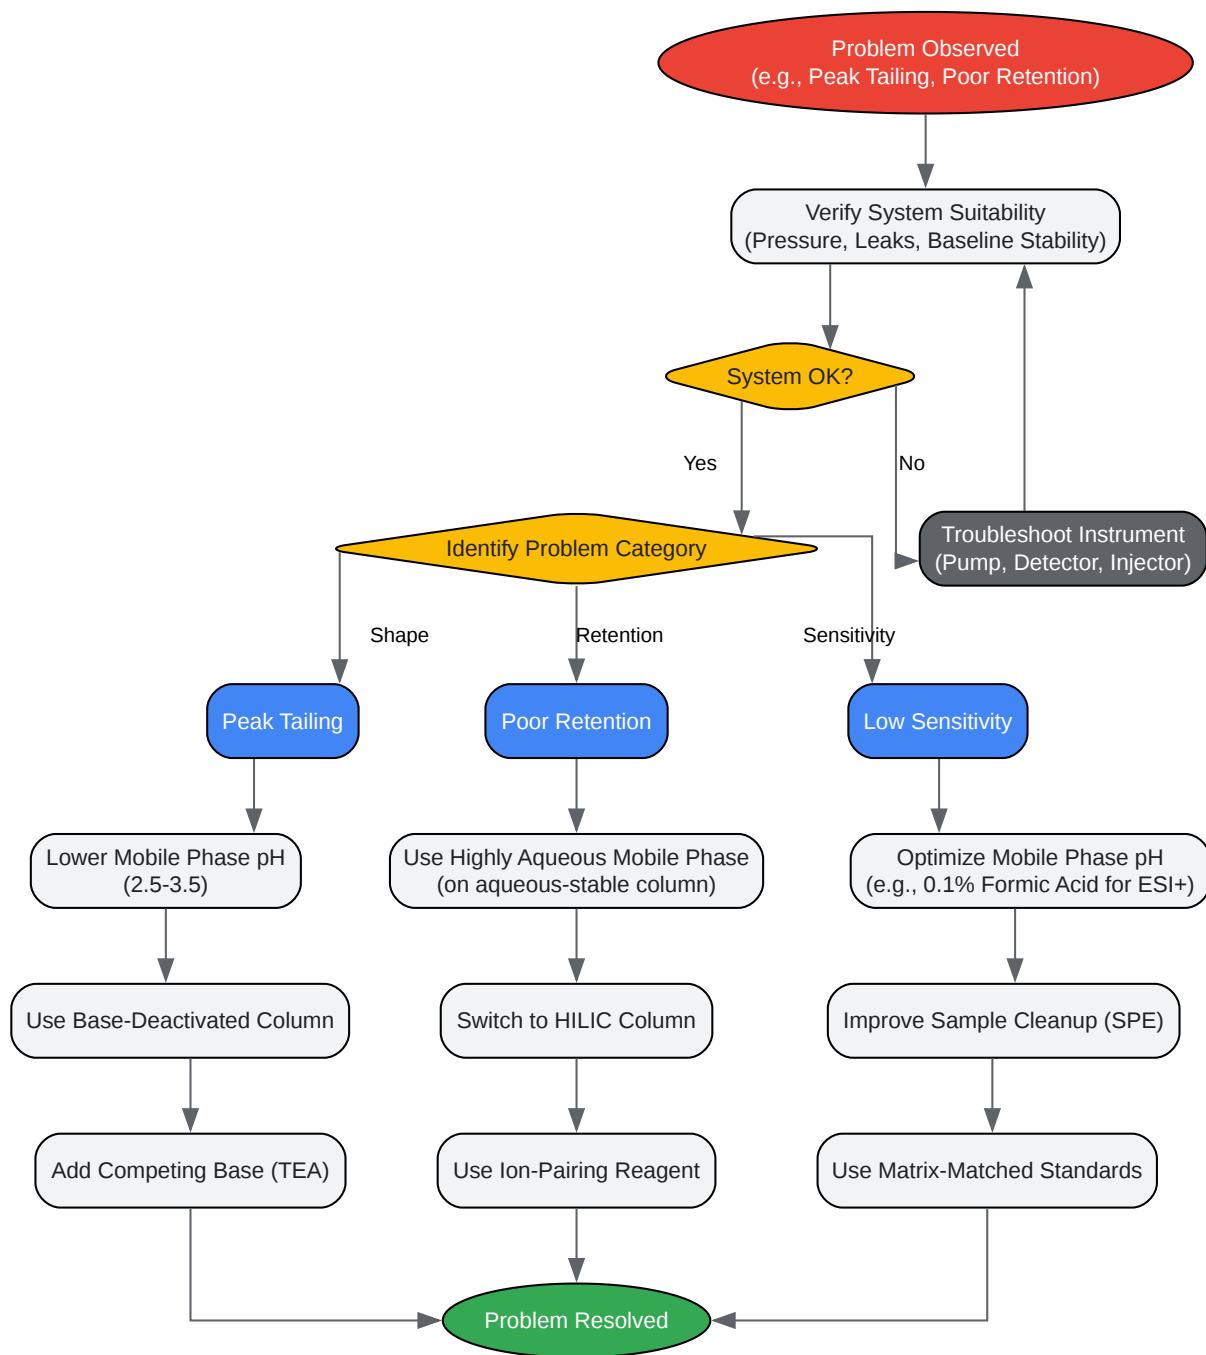 Problem Observed
(e.g., Peak Tailing, Poor Retention)
Verify System Suitability
(Pressure, Leaks, Baseline Stability)
System OK?
Yes
No
Troubleshoot Instrument
(Pump, Detector, Injector)
Identify Problem Category
Shape
Retention
Sensitivity
Peak Tailing
Poor Retention
Low Sensitivity
Lower Mobile Phase pH
(2.5-3.5)
Use Highly Aqueous Mobile Phase
(on aqueous-stable column)
Optimize Mobile Phase pH
(e.g., 0.1% Formic Acid for ESI+)
Use Base-Deactivated Column
Switch to HILIC Column
Improve Sample Cleanup (SPE)
Add Competing Base (TEA)
Use Ion-Pairing Reagent
Use Matrix-Matched Standards
Problem Resolved